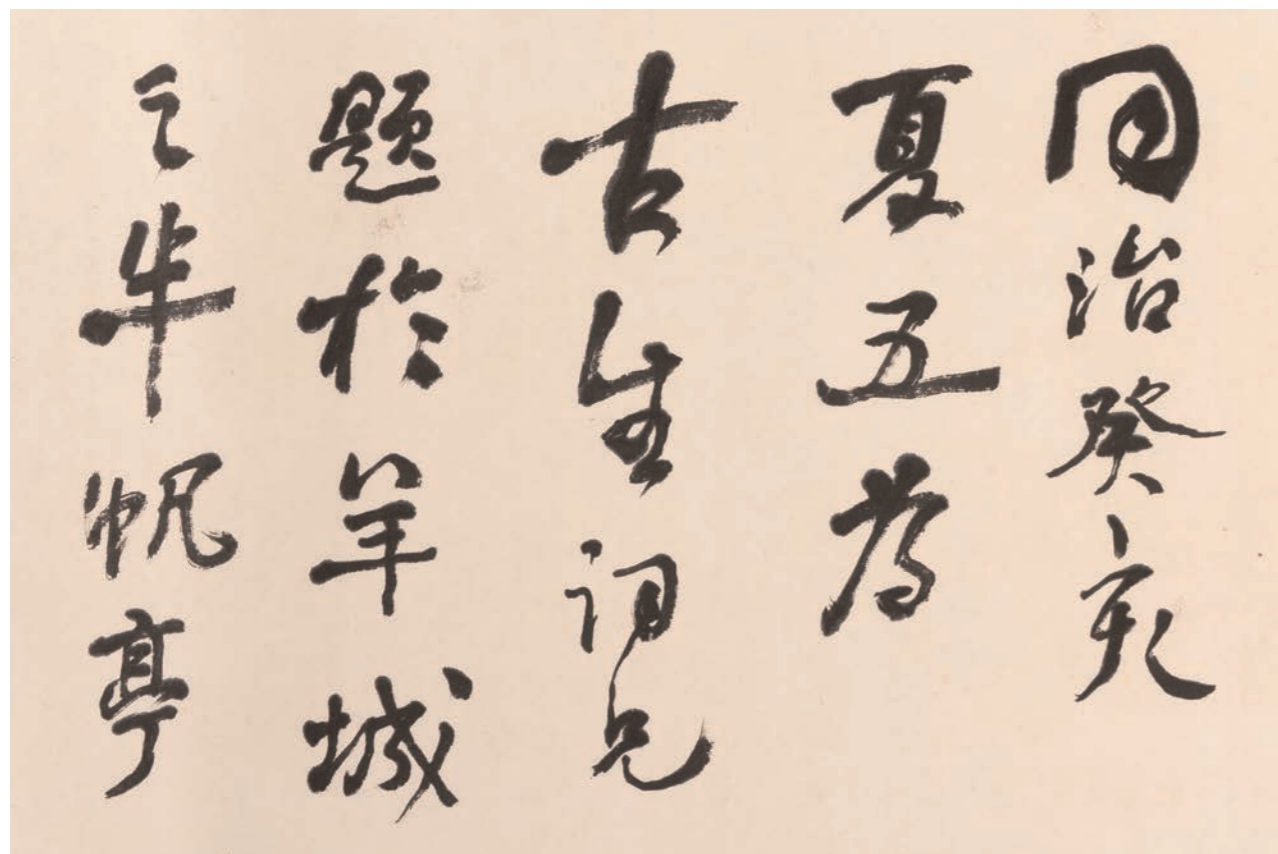 同治癸亥
夏五為
古生詞兄
題於羊城
之半帆亭